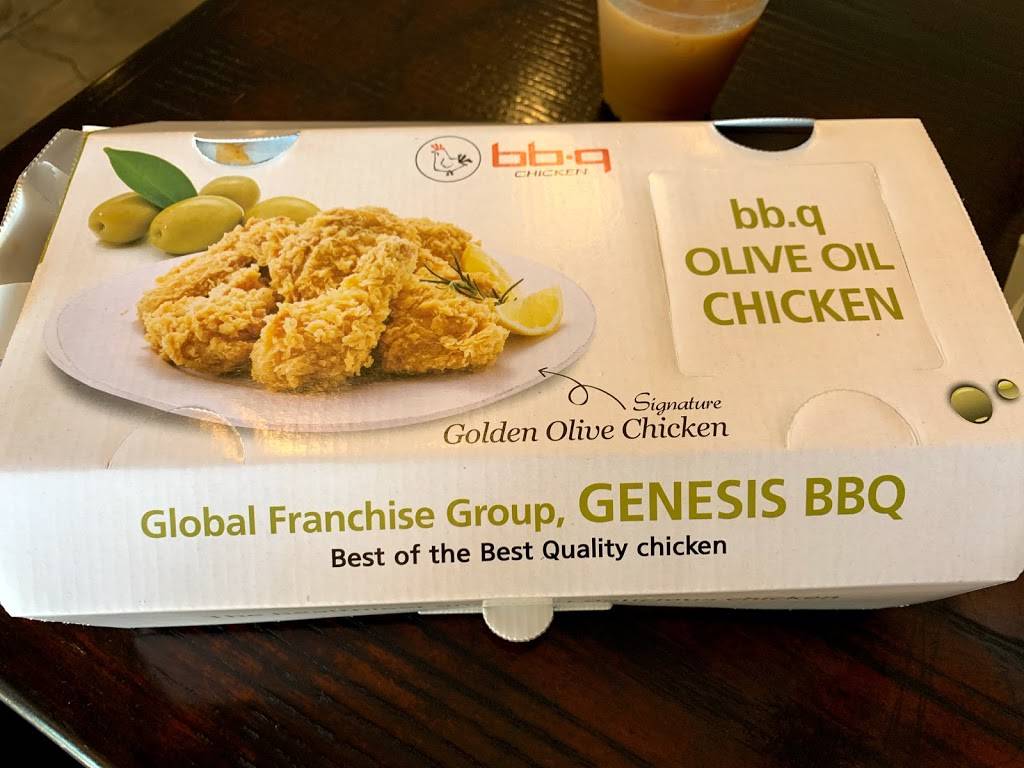 bb.q
CHICKEN
bb.q
OLIVE OIL
CHICKEN
Signature
Golden Olive Chicken
Global Franchise Group, GENESIS BBQ
Best of the Best Quality chicken